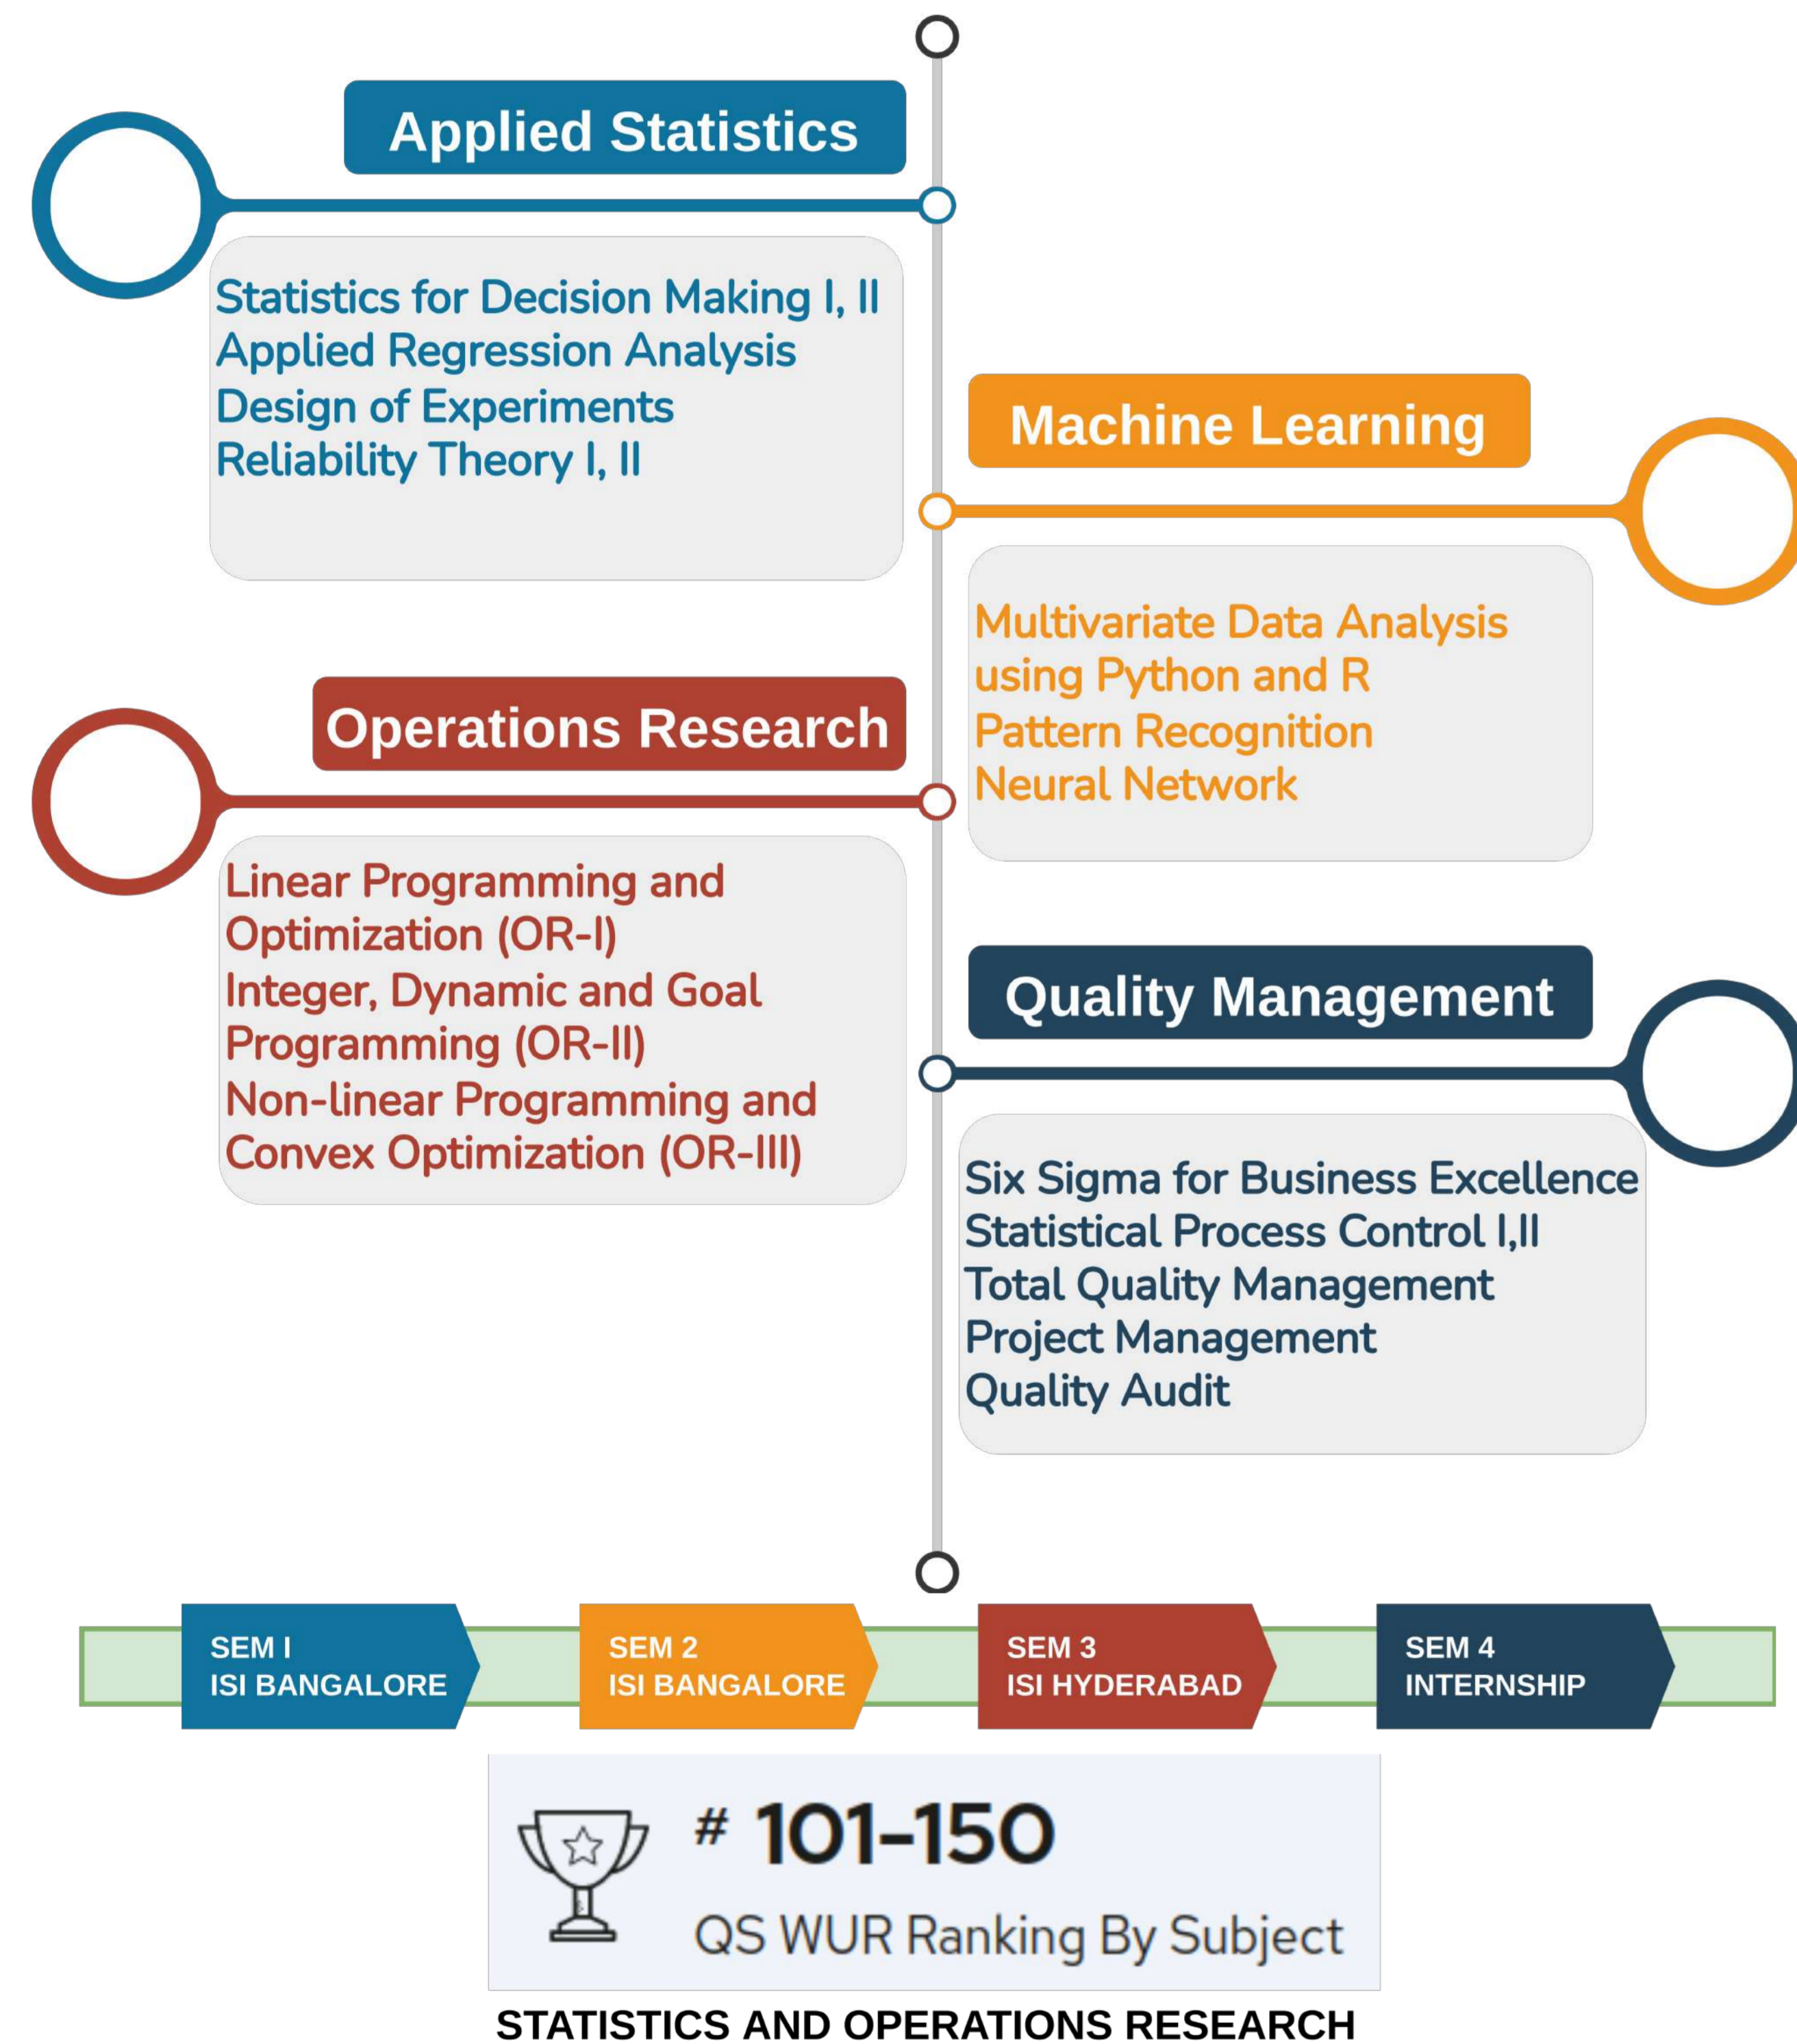 Applied Statistics
Statistics for Decision Making I, II
Applied Regression Analysis
Design of Experiments
Reliability Theory I, II
Machine Learning
Multivariate Data Analysis
using Python and R
Pattern Recognition
Neural Network
Operations Research
Linear Programming and
Optimization (OR-I)
Integer, Dynamic and Goal
Programming (OR-II)
Non-linear Programming and
Convex Optimization (OR-III)
Quality Management
Six Sigma for Business Excellence
Statistical Process Control I,II
Total Quality Management
Project Management
Quality Audit
SEM I
ISI BANGALORE
SEM 2
ISI BANGALORE
SEM 3
ISI HYDERABAD
SEM 4
INTERNSHIP
# 101-150
QS WUR Ranking By Subject
STATISTICS AND OPERATIONS RESEARCH